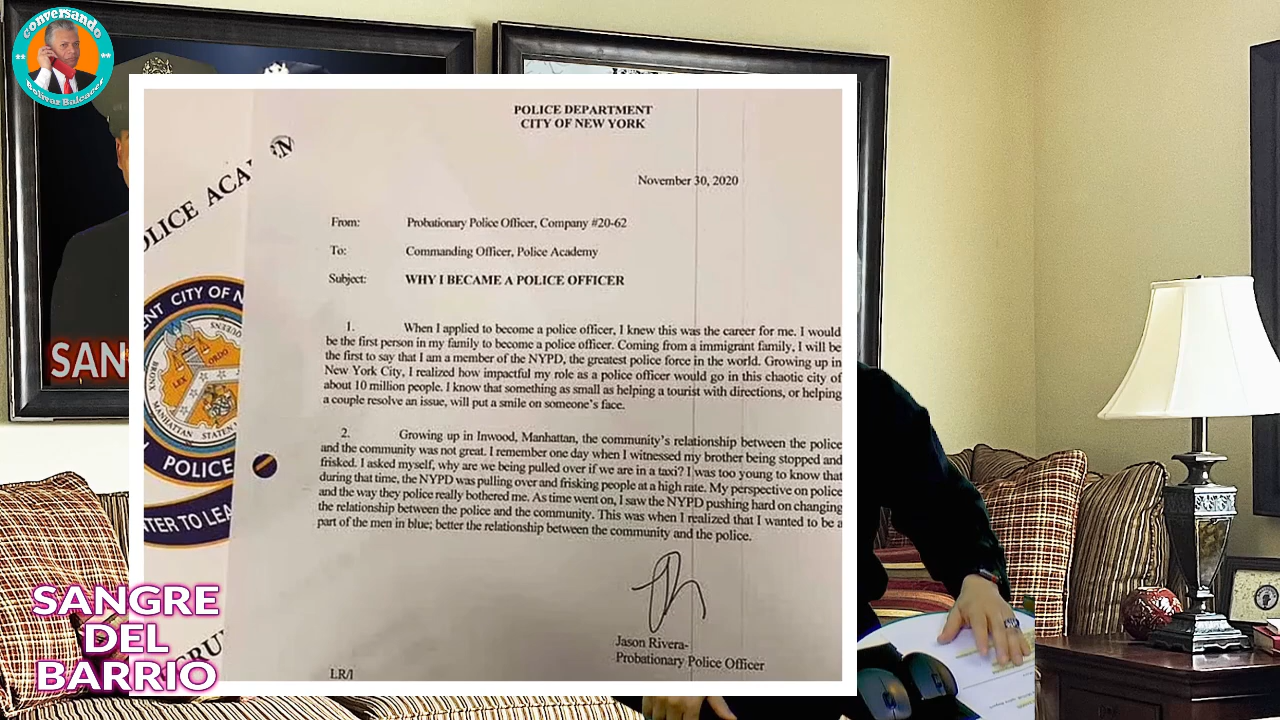 conversando
Bolívar Balcácer
SAN
POLICE DEPARTMENT
CITY OF NEW YORK
November 30, 2020
From: Probationary Police Officer, Company #20-62
To: Commanding Officer, Police Academy
Subject: WHY I BECAME A POLICE OFFICER
1. When I applied to become a police officer, I knew this was the career for me. I would
be the first person in my family to become a police officer. Coming from a immigrant family, I will be
the first to say that I am a member of the NYPD, the greatest police force in the world. Growing up in
New York City, I realized how impactful my role as a police officer would go in this chaotic city of
about 10 million people. I know that something as small as helping a tourist with directions, or helping
a couple resolve an issue, will put a smile on someone's face.
2. Growing up in Inwood, Manhattan, the community's relationship between the police
and the community was not great. I remember one day when I witnessed my brother being stopped and
frisked. I asked myself, why are we being pulled over if we are in a taxi? I was too young to know that
during that time, the NYPD was pulling over and frisking people at a high rate. My perspective on police
and the way they police really bothered me. As time went on, I saw the NYPD pushing hard on changing
the relationship between the police and the community. This was when I realized that I wanted to be a
part of the men in blue; better the relationship between the community and the police.
Jason Rivera-
Probationary Police Officer
LR/1
OLICE ACA
M
ENT CITY OF N
LEX ORDO
QUEENS
BRONX
MANHATTAN STATEN
POLICE
TER TO LEA
RU
SANGRE
DEL
BARRIO